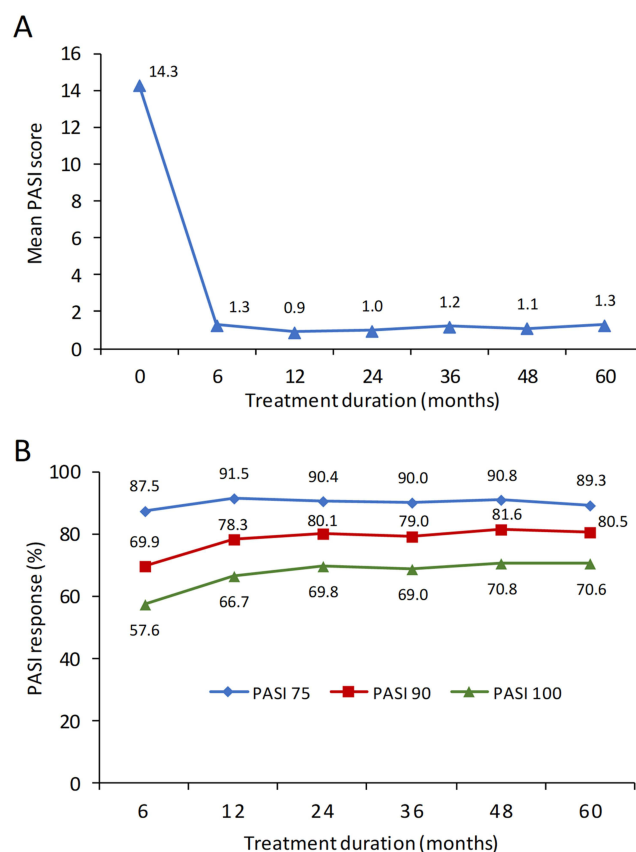 A
16
14
12
10
8
6
4
2
0
Mean PASI score
14.3
1.3
0.9
1.0
1.2
1.1
1.3
0 6 12 24 36 48 60
Treatment duration (months)
B
100
80
60
40
20
0
PASI response (%)
87.5 91.5 90.4 90.0 90.8 89.3
69.9 78.3 80.1 79.0 81.6 80.5
57.6 66.7 69.8 69.0 70.8 70.6
PASI 75 PASI 90 PASI 100
6 12 24 36 48 60
Treatment duration (months)